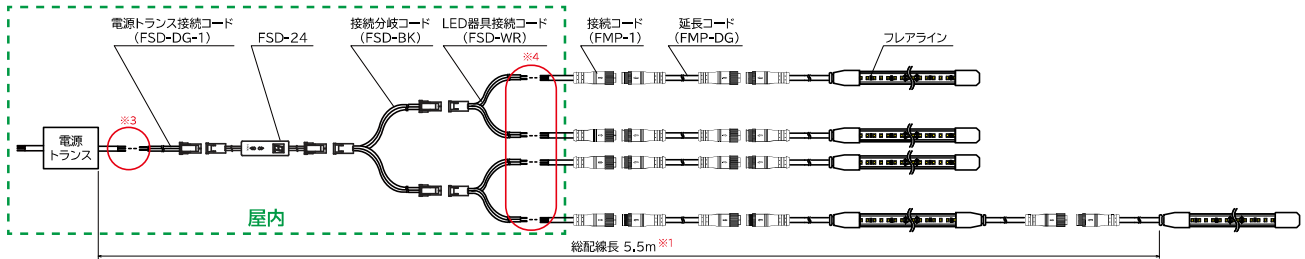 電源トランス接続コード
(FSD-DG-1)
FSD-24
接続分岐コード
(FSD-BK)
LED器具接続コード
(FSD-WR)
接続コード
(FMP-1)
延長コード
(FMP-DG)
フレアライン
※4
※3
電源
トランス
屋内
総配線長 5.5m※1